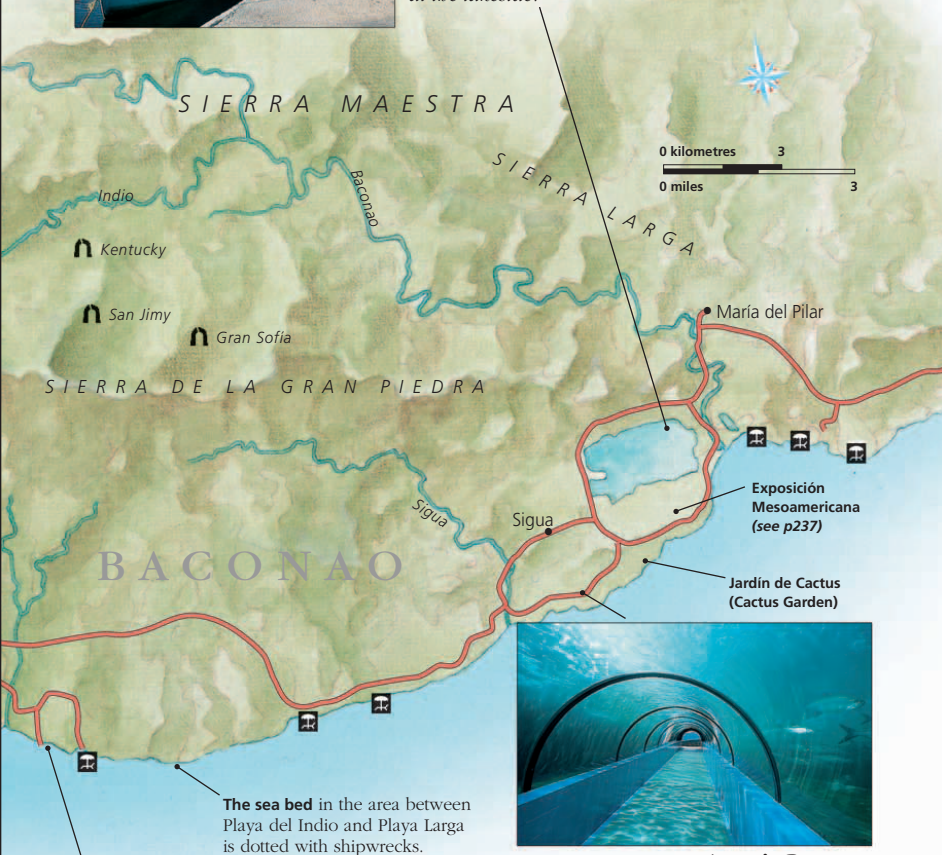 SIERRA MAESTRA
SIERRA LARGA
0 kilometres 3
0 miles 3
Indio
Baconao
Kentucky
San Jimy
Gran Sofía
María del Pilar
SIERRA DE LA GRAN PIEDRA
Exposición
Mesoamericana
(see p237)
Sigua
Sigua
BACONAO
Jardín de Cactus
(Cactus Garden)
The sea bed in the area between
Playa del Indio and Playa Larga
is dotted with shipwrecks.